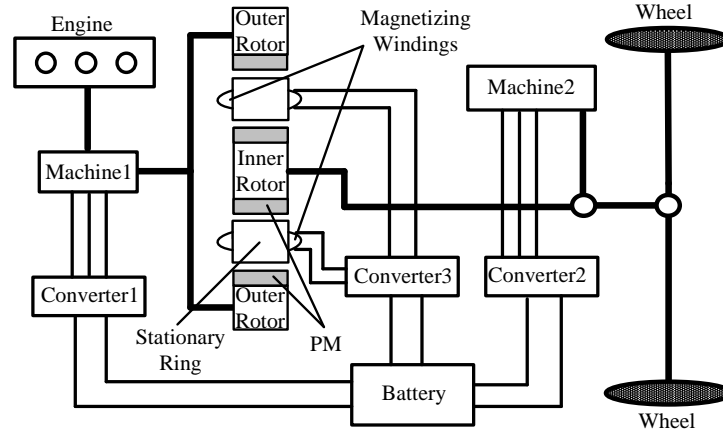 Engine
Outer
Rotor
Magnetizing
Windings
Wheel
Machine2
Machine1
Inner
Rotor
Converter1
Converter3
Converter2
Outer
Rotor
Stationary
Ring
PM
Battery
Wheel